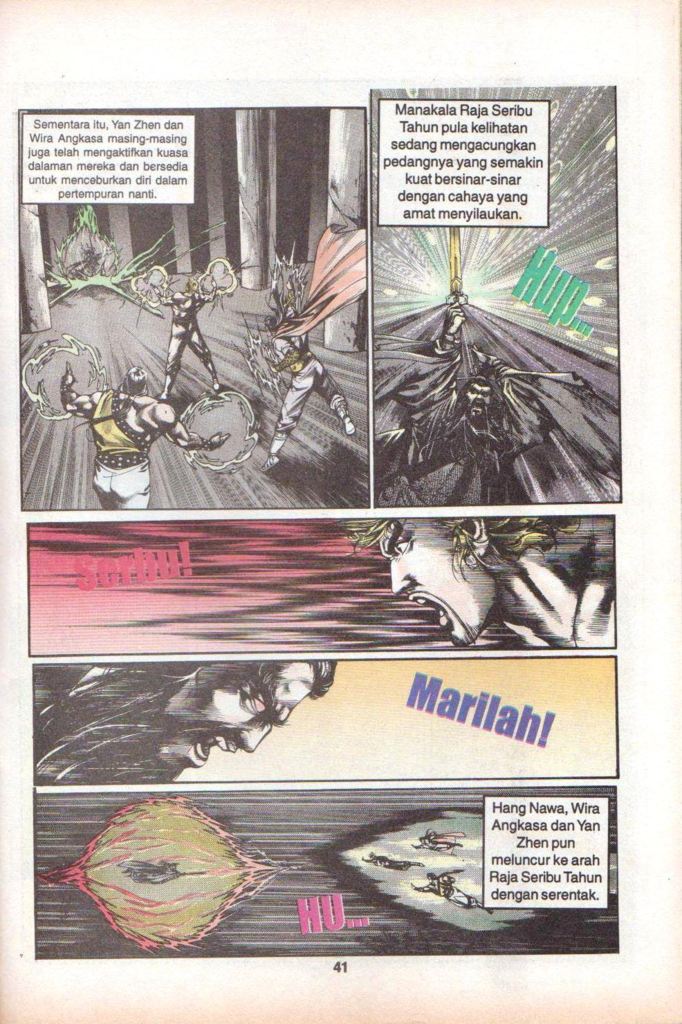 Sementara itu, Yan Zhen dan
Wira Angkasa masing-masing
juga telah mengaktifkan kuasa
dalaman mereka dan bersedia
untuk menceburkan diri dalam
pertempuran nanti.
Manakala Raja Seribu
Tahun pula kelihatan
sedang mengacungkan
pedangnya yang semakin
kuat bersinar-sinar
dengan cahaya yang
amat menyilaukan.
Hup...
Serbu!
Marilah!
Hang Nawa, Wira
Angkasa dan Yan
Zhen pun
meluncur ke arah
Raja Seribu Tahun
dengan serentak.
HU...
41